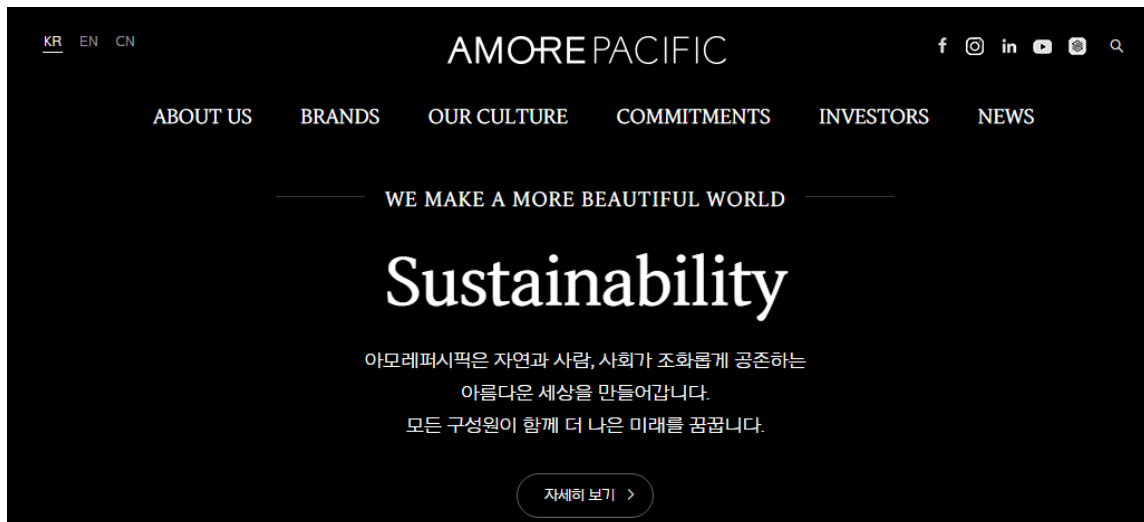 KR EN CN
AMOREPACIFIC
f in
ABOUT US BRANDS OUR CULTURE COMMITMENTS INVESTORS NEWS
WE MAKE A MORE BEAUTIFUL WORLD
Sustainability
아모레퍼시픽은 자연과 사람, 사회가 조화롭게 공존하는
아름다운 세상을 만들어갑니다.
모든 구성원이 함께 더 나은 미래를 꿈꿉니다.
자세히 보기 >